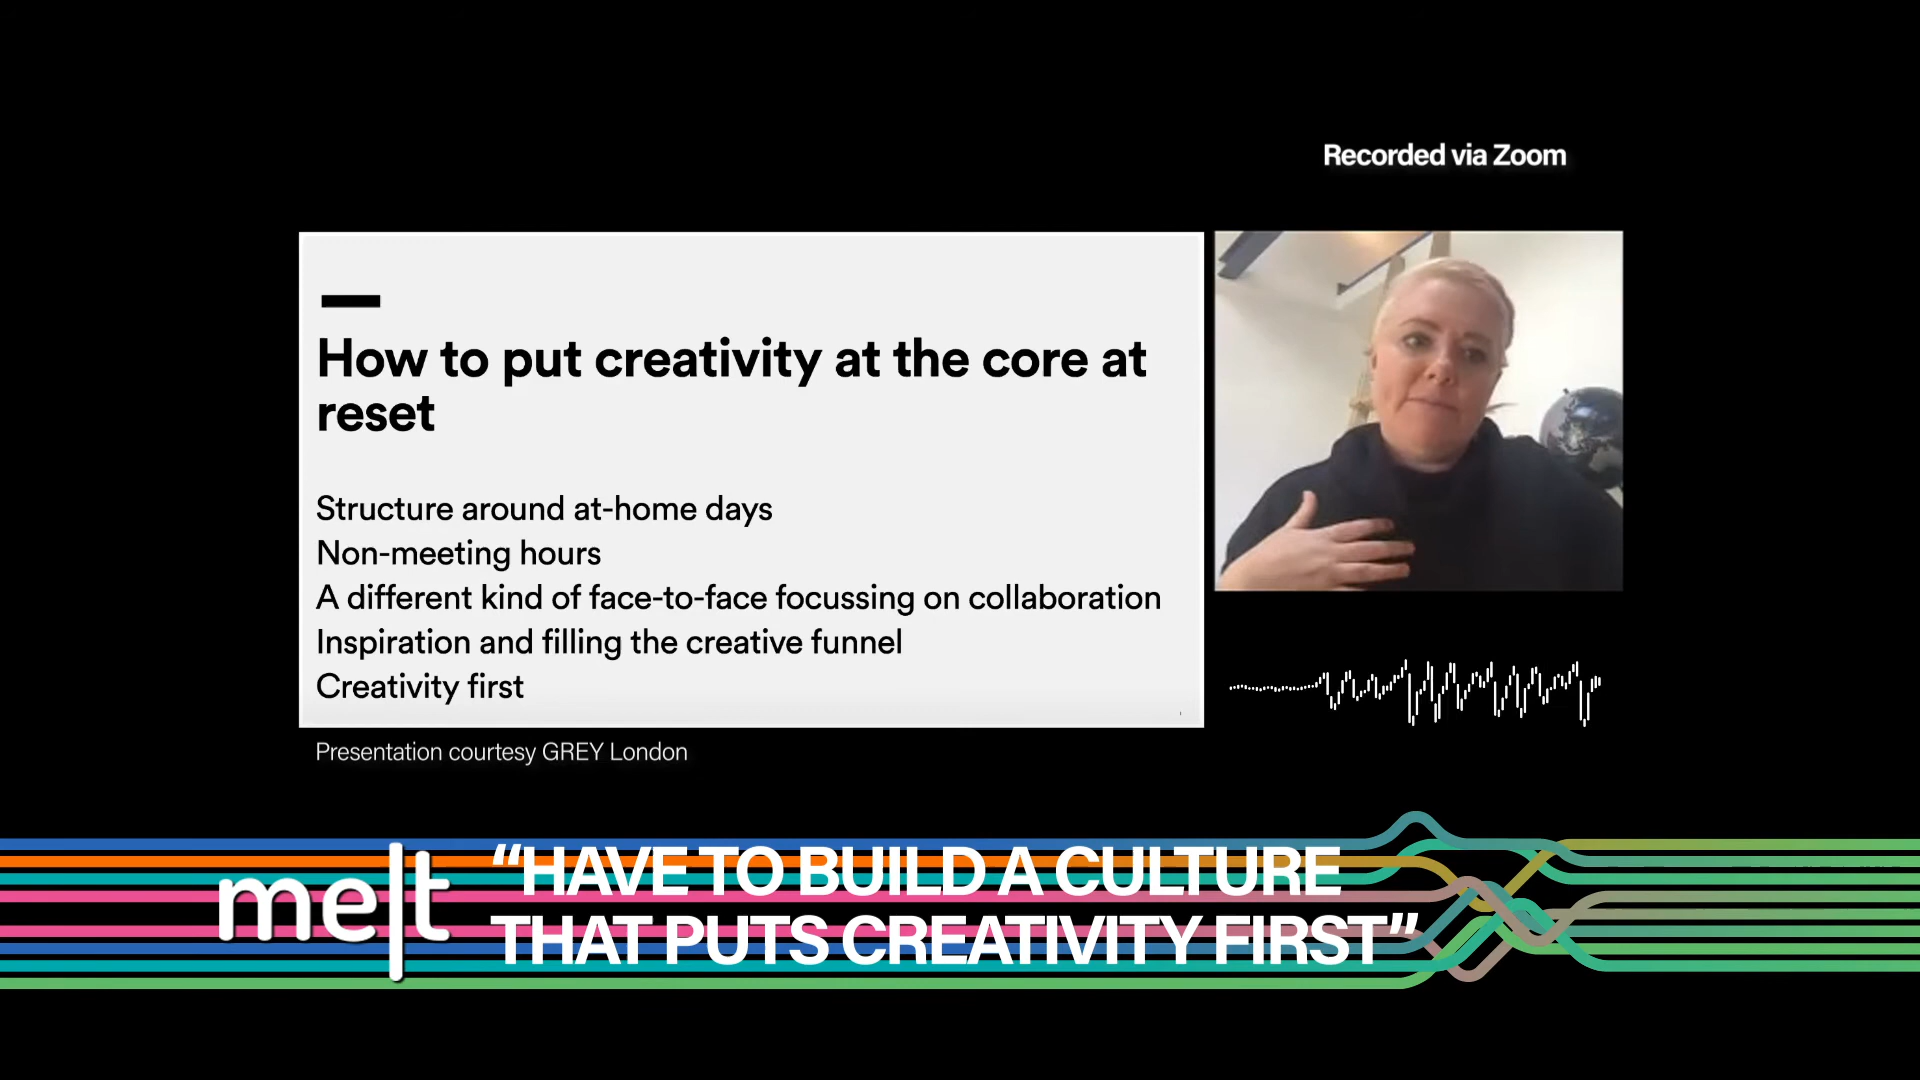 Recorded via Zoom
How to put creativity at the core at
reset
Structure around at-home days
Non-meeting hours
A different kind of face-to-face focussing on collaboration
Inspiration and filling the creative funnel
Creativity first
Presentation courtesy GREY London
me|t
“HAVE TO BUILD A CULTURE
THAT PUTS CREATIVITY FIRST”